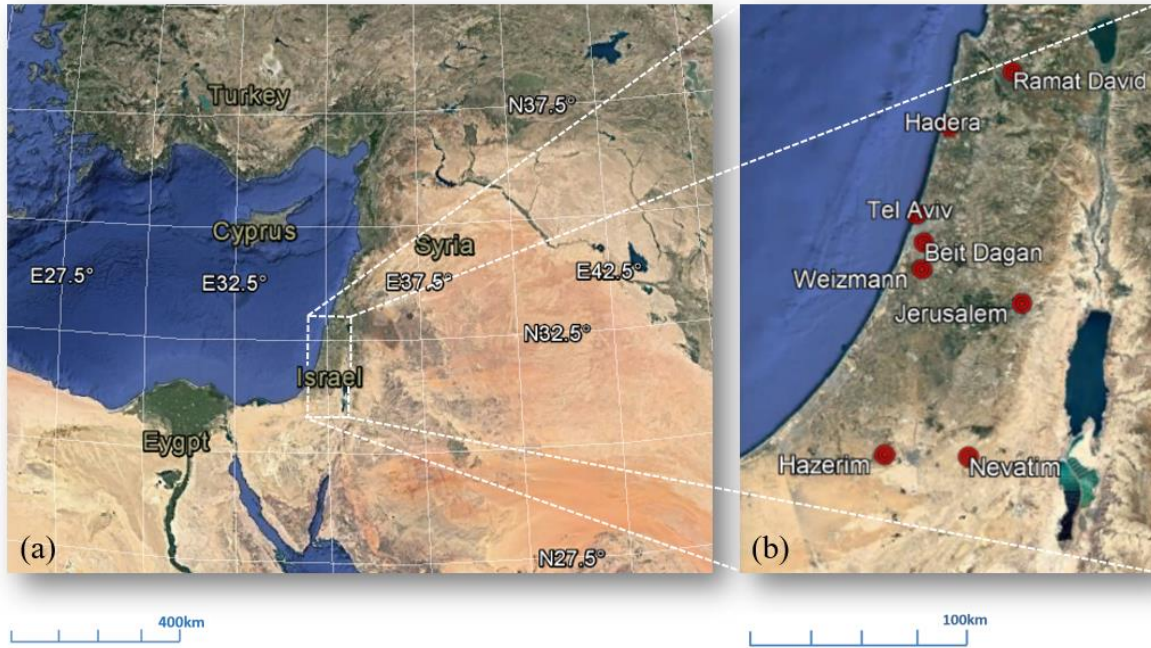 Turkey
N37.5°
Cyprus
Syria
E27.5°
E32.5°
E37.5°
E42.5°
N32.5°
Israel
Eygpt
N27.5°
(a)
400km
Ramat David
Hadera
Tel Aviv
Beit Dagan
Weizmann
Jerusalem
Hazerim
Nevatim
(b)
100km